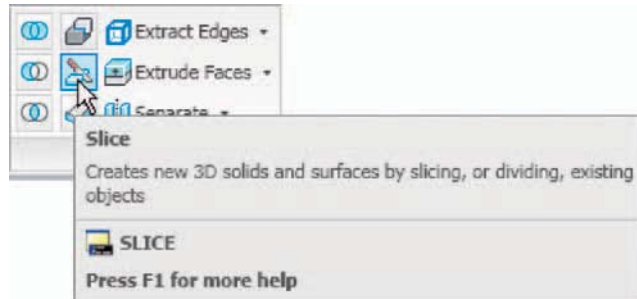 Extract Edges
Extrude Faces
Separate
Slice
Creates new 3D solids and surfaces by slicing, or dividing, existing
objects
SLICE
Press F1 for more help